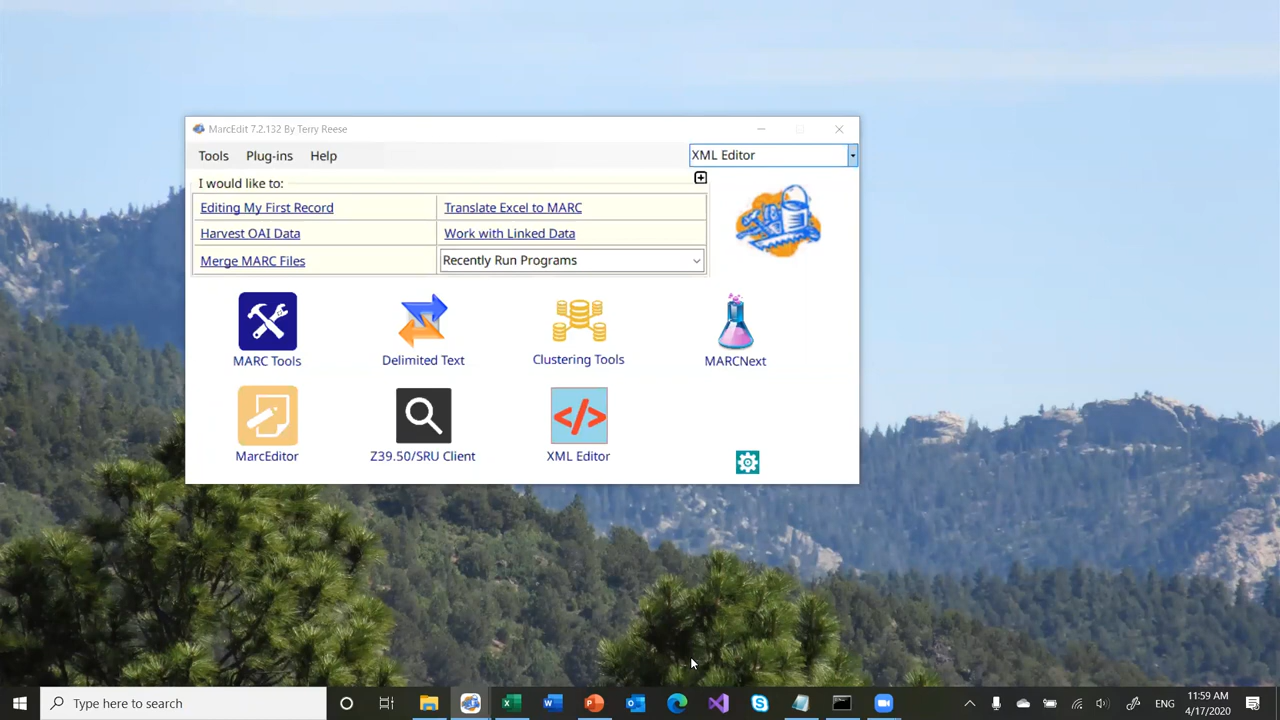 MarcEdit 7.2.132 By Terry Reese
Tools Plug-ins Help
XML Editor
I would like to:
Editing My First Record
Translate Excel to MARC
Harvest OAI Data
Work with Linked Data
Merge MARC Files
Recently Run Programs
MARC Tools
Delimited Text
Clustering Tools
MARCNext
MarcEditor
Z39.50/SRU Client
XML Editor
Type here to search
ENG
11:59 AM
4/17/2020